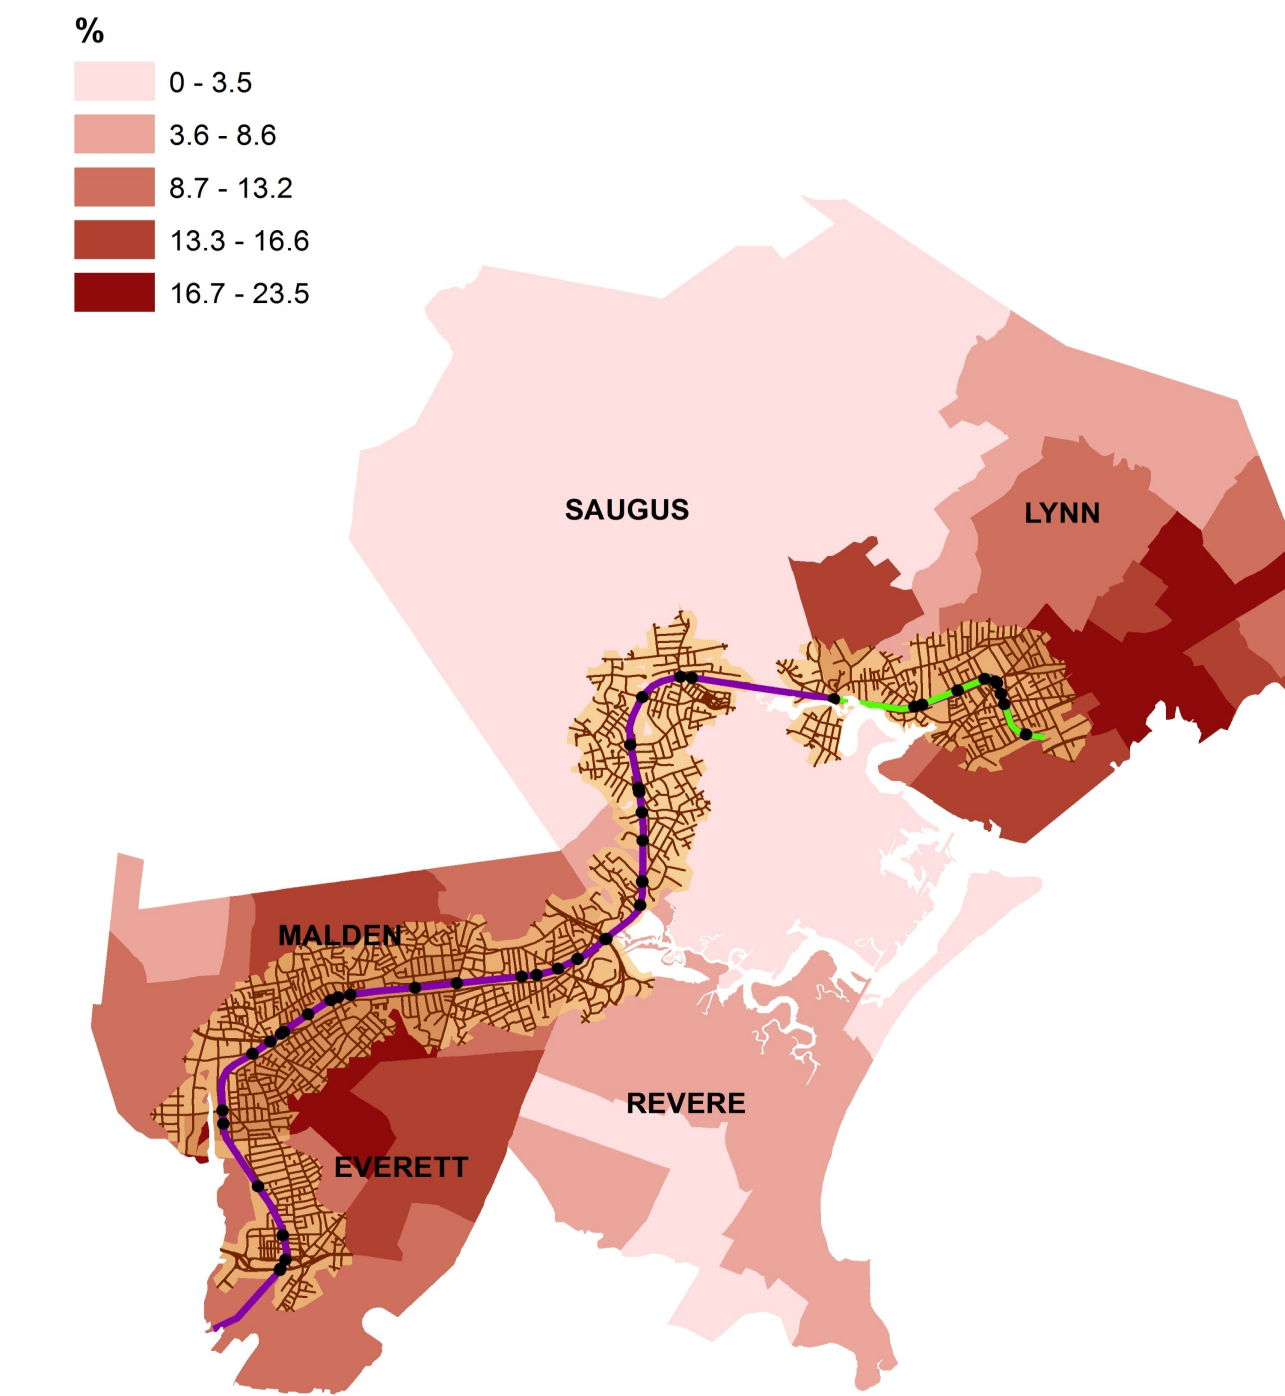 %
0 - 3.5
3.6 - 8.6
8.7 - 13.2
13.3 - 16.6
16.7 - 23.5
SAUGUS
LYNN
MALDEN
REVERE
EVERETT